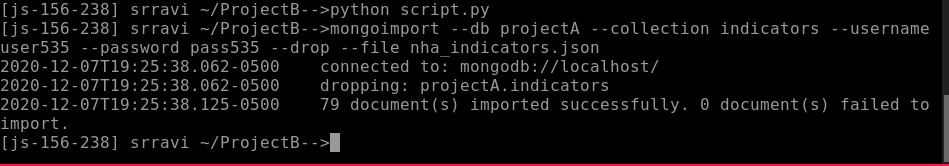 [js-156-238] srravi ~/ProjectB-->python script.py
[js-156-238] srravi ~/ProjectB-->mongoimport --db projectA --collection indicators --username
user535 --password pass535 --drop --file nha_indicators.json
2020-12-07T19:25:38.062-0500    connected to: mongodb://localhost/
2020-12-07T19:25:38.062-0500    dropping: projectA.indicators
2020-12-07T19:25:38.125-0500    79 document(s) imported successfully. 0 document(s) failed to
import.
[js-156-238] srravi ~/ProjectB-->